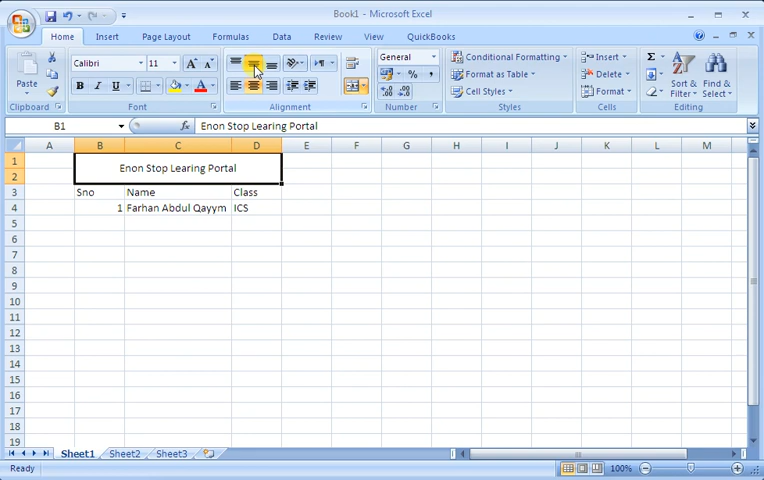 Book1 - Microsoft Excel
Home Insert Page Layout Formulas Data Review View QuickBooks
Calibri 11 General Conditional Formatting Insert
Paste B I U A % , Format as Table Delete Sort & Find &
Cell Styles Format Filter Select
Clipboard Font Alignment Number Styles Cells Editing
B1 fx Enon Stop Learing Portal
A B C D E F G H I J K L M
1 Enon Stop Learing Portal
2
3 Sno Name Class
4 1 Farhan Abdul Qayym ICS
5
6
7
8
9
10
11
12
13
14
15
16
17
18
19
Sheet1 Sheet2 Sheet3
Ready 100%